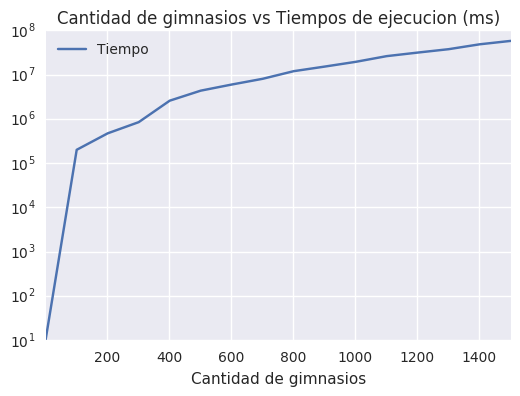 Cantidad de gimnasios vs Tiempos de ejecucion (ms)
10^8
Tiempo
10^7
10^6
10^5
10^4
10^3
10^2
10^1
200 400 600 800 1000 1200 1400
Cantidad de gimnasios